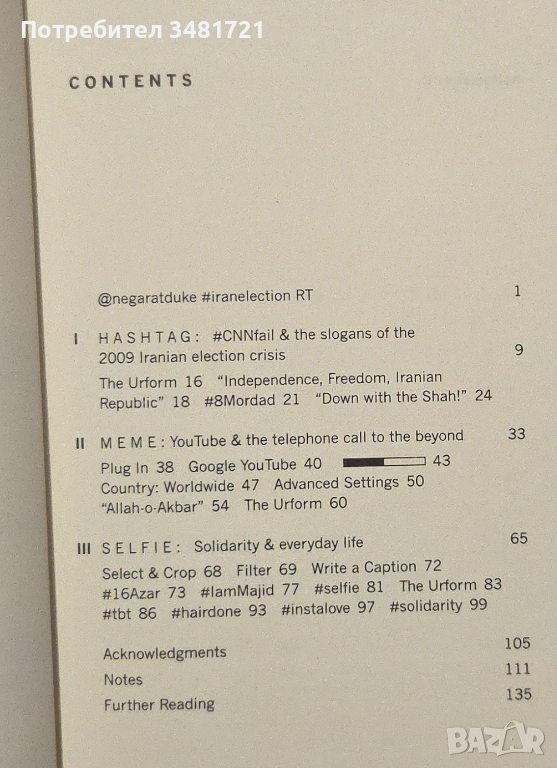 Потребител 3481721
CONTENTS
@negaratduke #iranelection RT 1
I HASHTAG: #CNNfail & the slogans of the
2009 Iranian election crisis 9
The Urform 16 “Independence, Freedom, Iranian
Republic” 18 #8Mordad 21 “Down with the Shah!” 24
II MEME: YouTube & the telephone call to the beyond 33
Plug In 38 Google YouTube 40 43
Country: Worldwide 47 Advanced Settings 50
“Allah-o-Akbar” 54 The Urform 60
III SELFIE: Solidarity & everyday life 65
Select & Crop 68 Filter 69 Write a Caption 72
#16Azar 73 #IamMajid 77 #selfie 81 The Urform 83
#tbt 86 #hairdone 93 #instalove 97 #solidarity 99
Acknowledgments 105
Notes 111
Further Reading 135
BAZAR